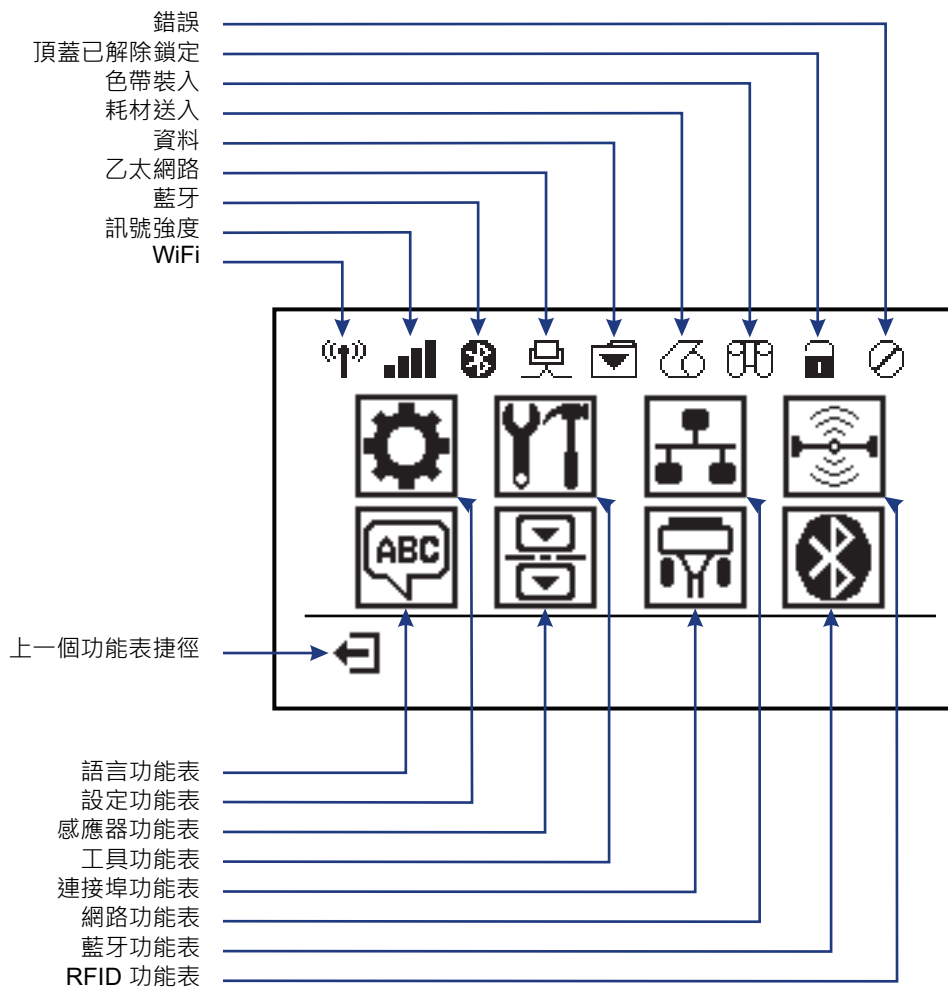 錯誤
頂蓋已解除鎖定
色帶裝入
耗材送入
資料
乙太網路
藍牙
訊號強度
WiFi
ABC
上一個功能表捷徑
語言功能表
設定功能表
感應器功能表
工具功能表
連接埠功能表
網路功能表
藍牙功能表
RFID 功能表